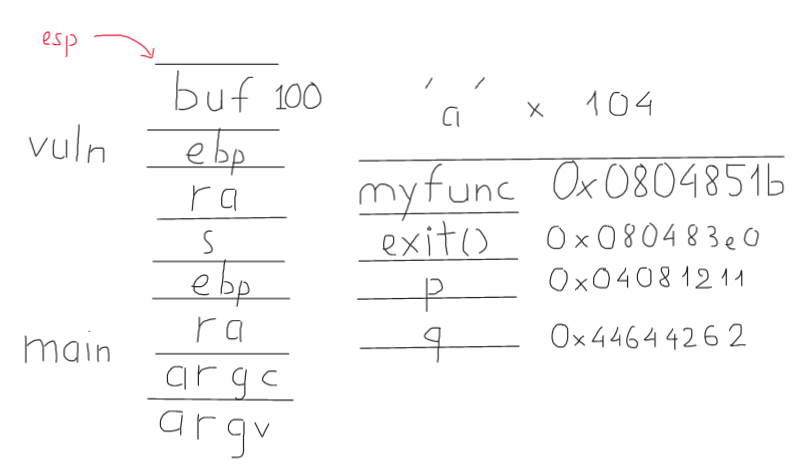 esp
buf 100
'a' x 104
vuln
ebp
myfunc 0x0804851b
ra
exit() 0x080483e0
s
p 0x04081211
ebp
q 0x44644262
ra
main
argc
argv